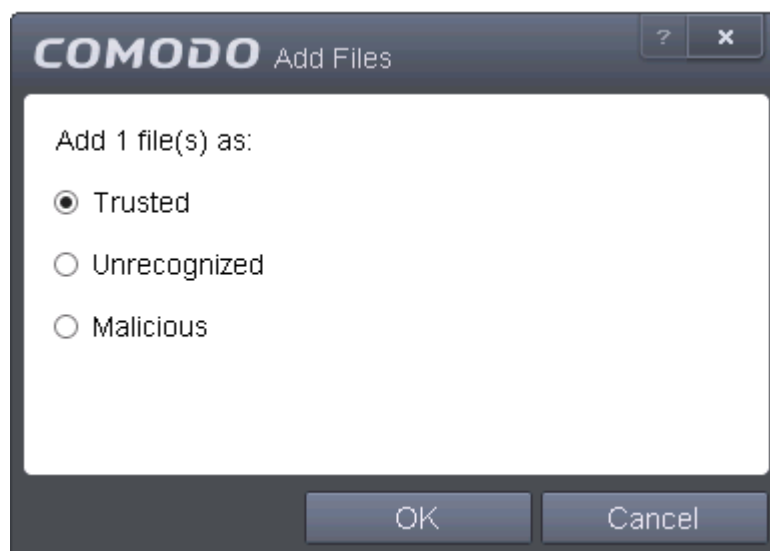 COMODO Add Files ?
Add 1 file(s) as:
Trusted
Unrecognized
Malicious
OK Cancel